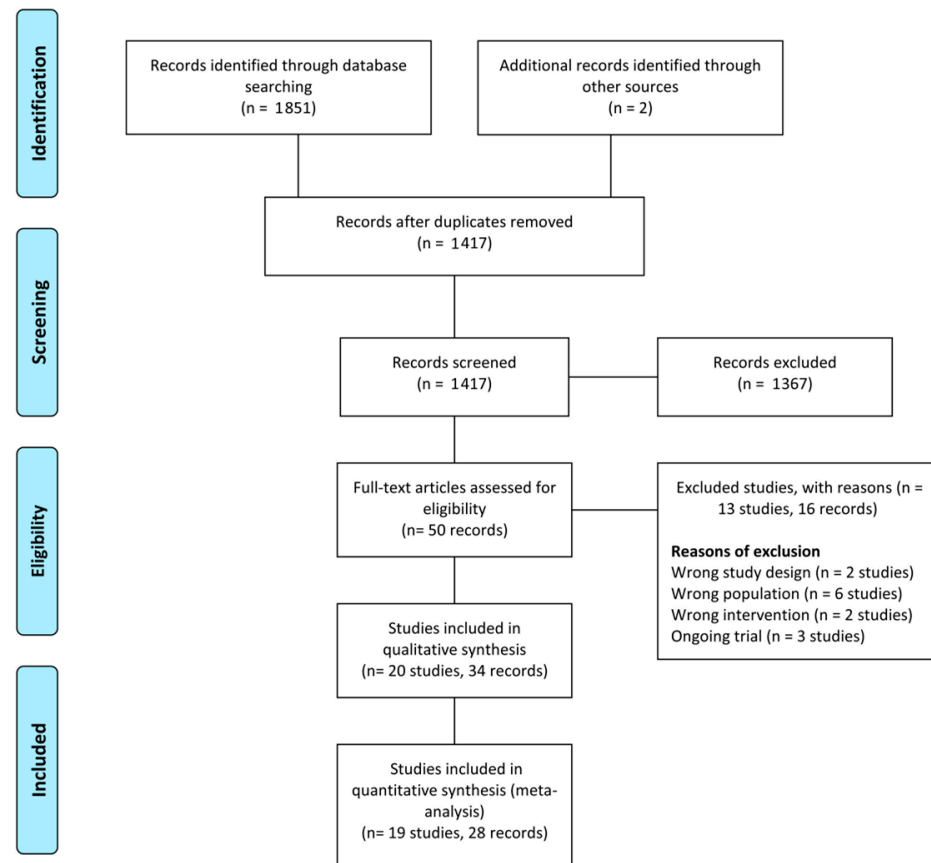 Identification
Records identified through database
searching
(n = 1851)
Additional records identified through
other sources
(n = 2)
Records after duplicates removed
(n = 1417)
Screening
Records screened
(n = 1417)
Records excluded
(n = 1367)
Eligibility
Full-text articles assessed for
eligibility
(n= 50 records)
Excluded studies, with reasons (n =
13 studies, 16 records)
Reasons of exclusion
Wrong study design (n = 2 studies)
Wrong population (n = 6 studies)
Wrong intervention (n = 2 studies)
Ongoing trial (n = 3 studies)
Studies included in
qualitative synthesis
(n= 20 studies, 34 records)
Included
Studies included in
quantitative synthesis (meta-
analysis)
(n= 19 studies, 28 records)